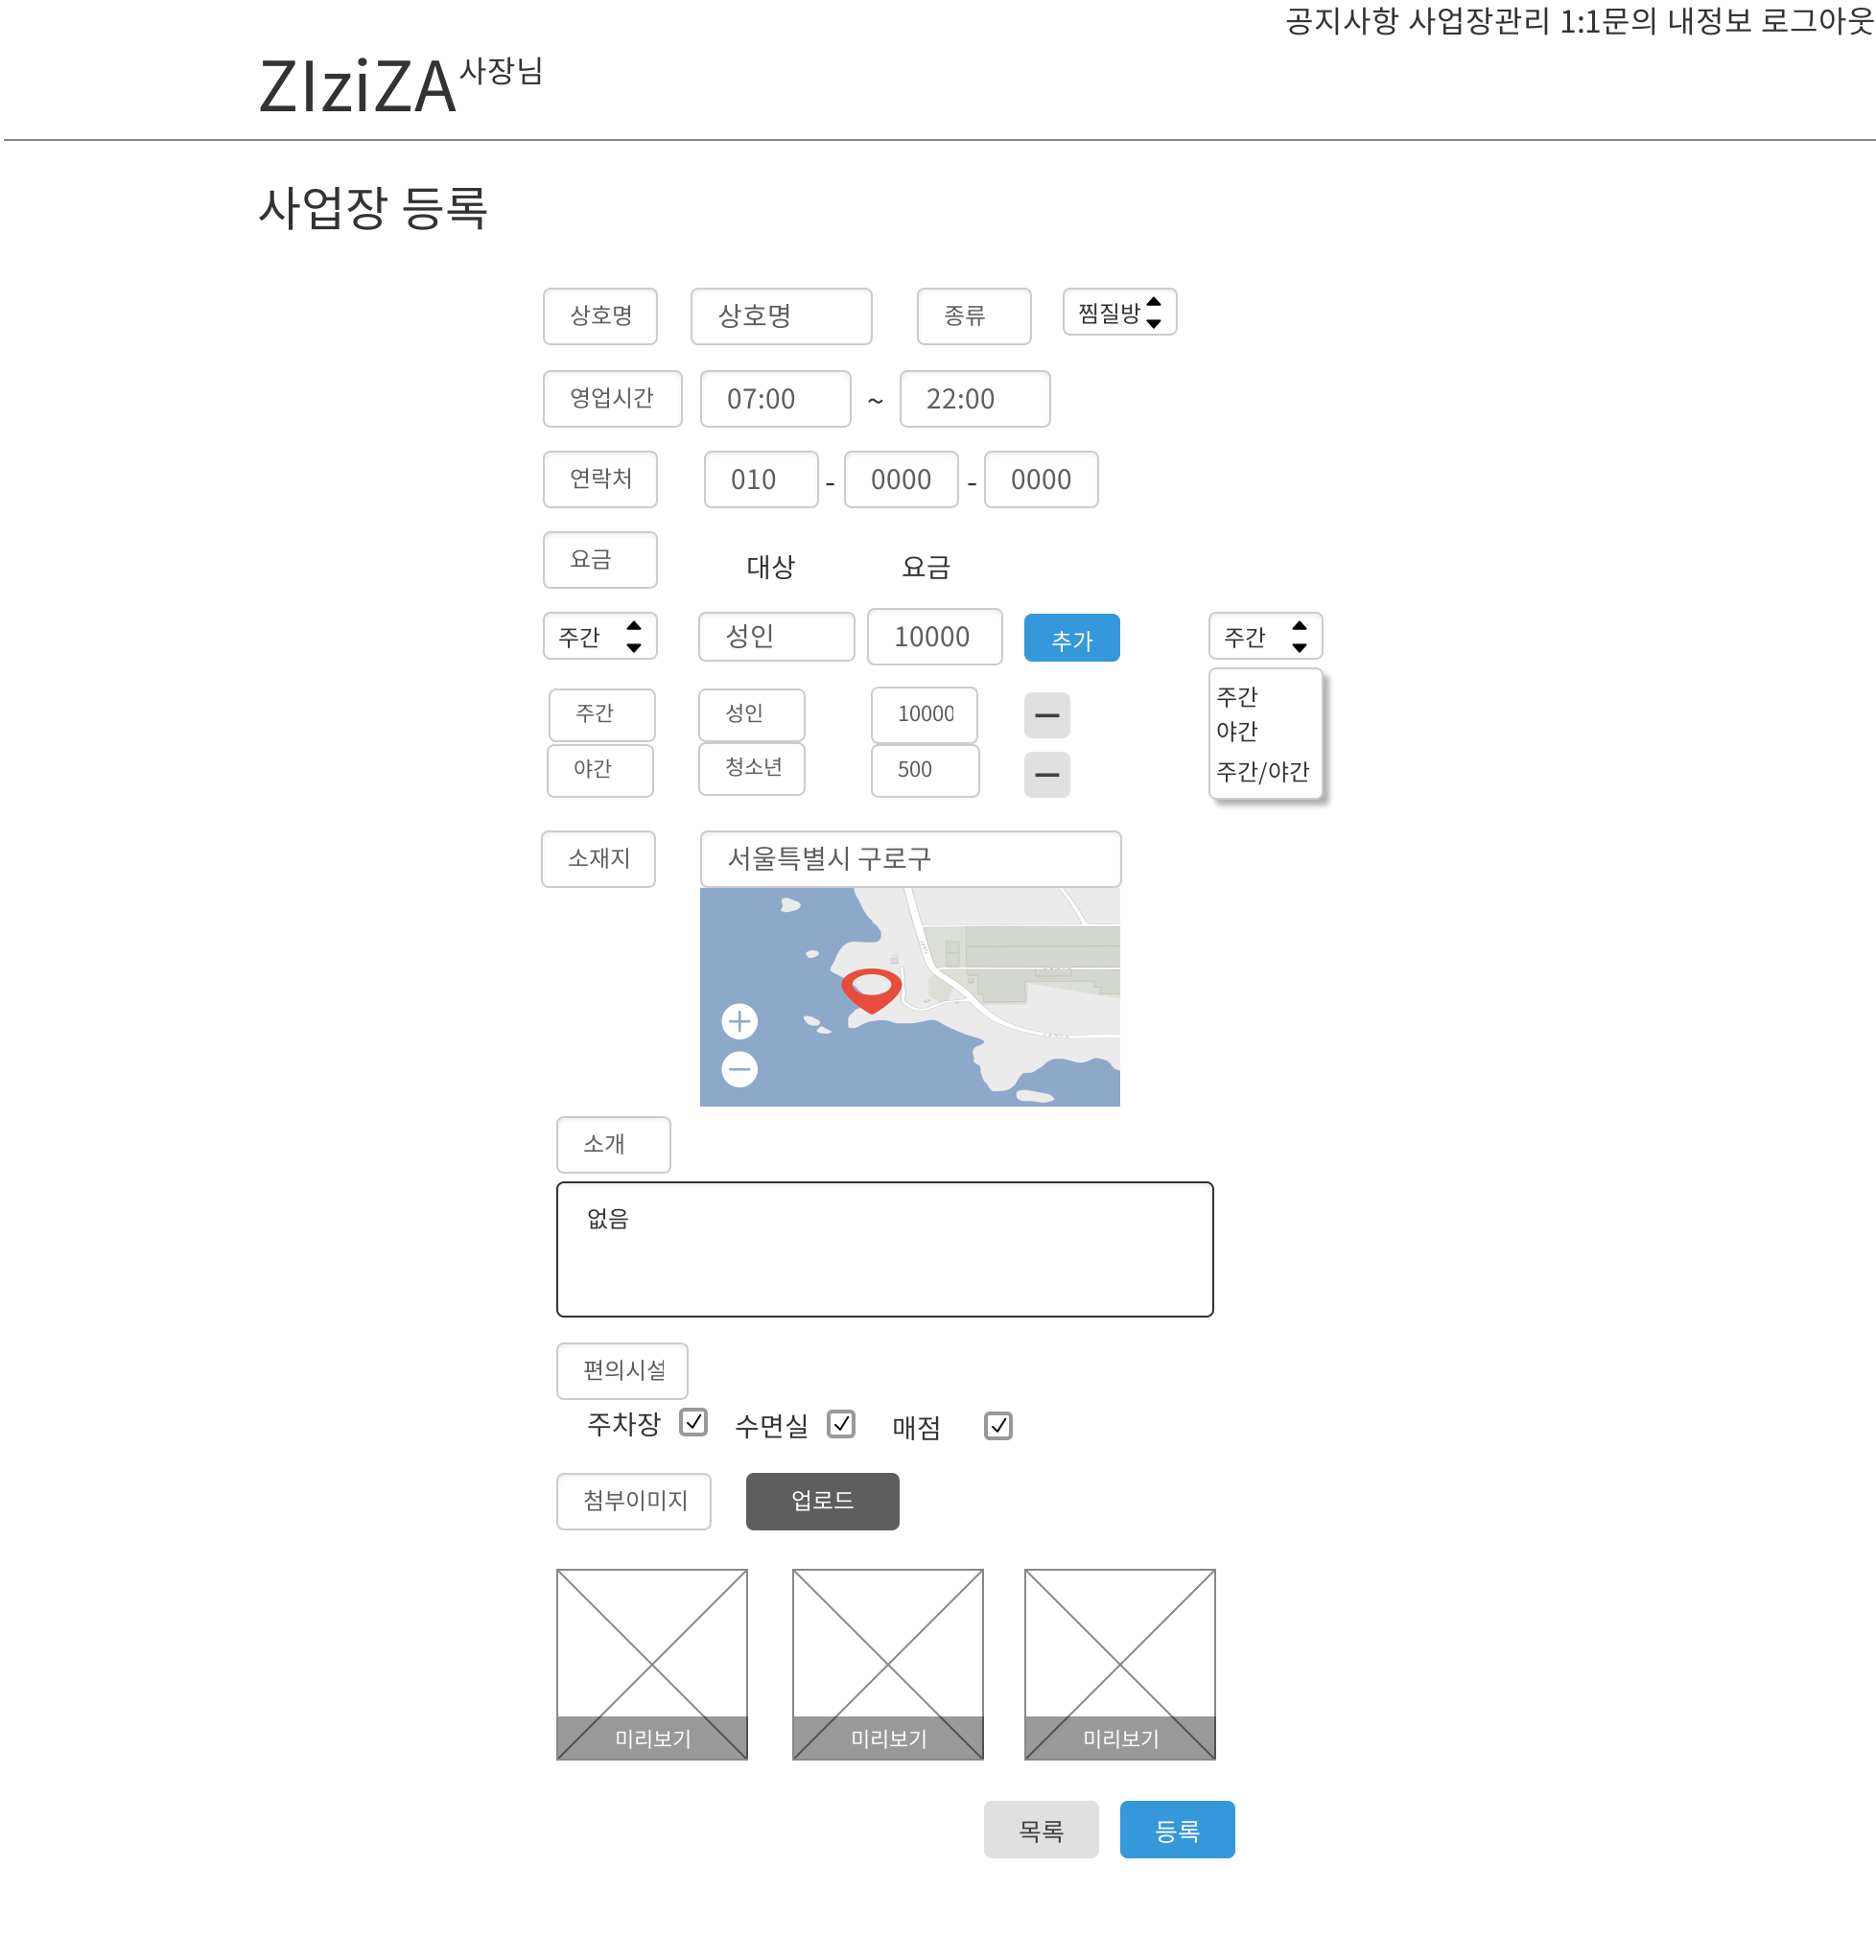 공지사항 사업장관리 1:1문의 내정보 로그아웃
ZIziZA 사장님
사업장 등록
상호명 상호명 종류 찜질방
영업시간 07:00 ~ 22:00
연락처 010 - 0000 - 0000
요금 대상 요금
주간 성인 10000 추가 주간
주간 성인 10000 주간
야간
야간 청소년 500 주간/야간
소재지 서울특별시 구로구
소개
없음
편의시설
주차장 수면실 매점
첨부이미지 업로드
미리보기 미리보기 미리보기
목록 등록